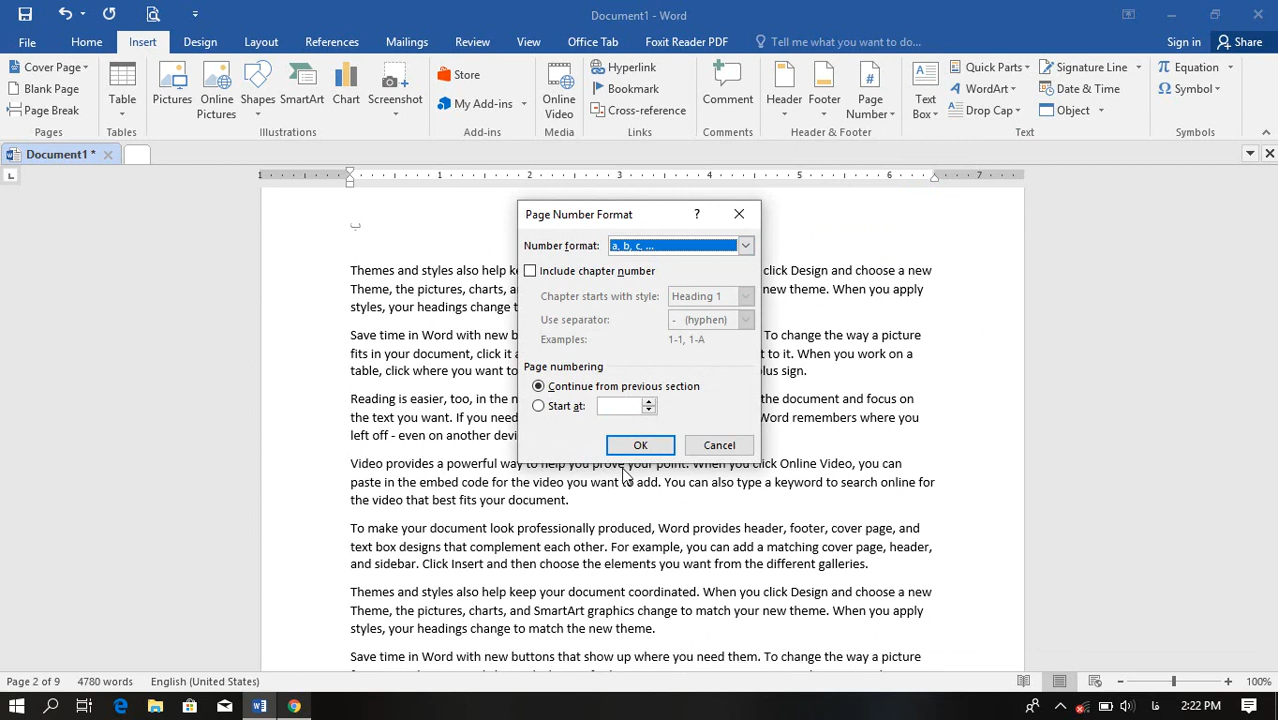 Document1 - Word
File Home Insert Design Layout References Mailings Review View Office Tab Foxit Reader PDF Tell me what you want to do... Sign in Share
Cover Page
Blank Page
Page Break
Pages
Table
Tables
Pictures
Online Pictures
Shapes
SmartArt
Chart
Screenshot
Illustrations
Store
My Add-ins
Add-ins
Online Video
Media
Hyperlink
Bookmark
Cross-reference
Links
Comment
Comments
Header
Footer
Page Number
Header & Footer
Text Box
Quick Parts
WordArt
Drop Cap
Signature Line
Date & Time
Object
Text
Equation
Symbol
Symbols
Document1 *
1 1 2 3 4 5 6 7
Page Number Format
Number format: a, b, c, ...
Include chapter number
Chapter starts with style: Heading 1
Use separator: - (hyphen)
Examples: 1-1, 1-A
Page numbering
Continue from previous section
Start at:
OK Cancel
Themes and styles also help k click Design and choose a new
Theme, the pictures, charts, a new theme. When you apply
styles, your headings change t
Save time in Word with new b To change the way a picture
fits in your document, click it a t to it. When you work on a
table, click where you want to plus sign.
Reading is easier, too, in the n the document and focus on
the text you want. If you need Word remembers where you
left off - even on another devi
Video provides a powerful way to help you prove your point. When you click Online Video, you can
paste in the embed code for the video you want to add. You can also type a keyword to search online for
the video that best fits your document.
To make your document look professionally produced, Word provides header, footer, cover page, and
text box designs that complement each other. For example, you can add a matching cover page, header,
and sidebar. Click Insert and then choose the elements you want from the different galleries.
Themes and styles also help keep your document coordinated. When you click Design and choose a new
Theme, the pictures, charts, and SmartArt graphics change to match your new theme. When you apply
styles, your headings change to match the new theme.
Save time in Word with new buttons that show up where you need them. To change the way a picture
Page 2 of 9 4780 words English (United States) 100%
فا 2:22 PM